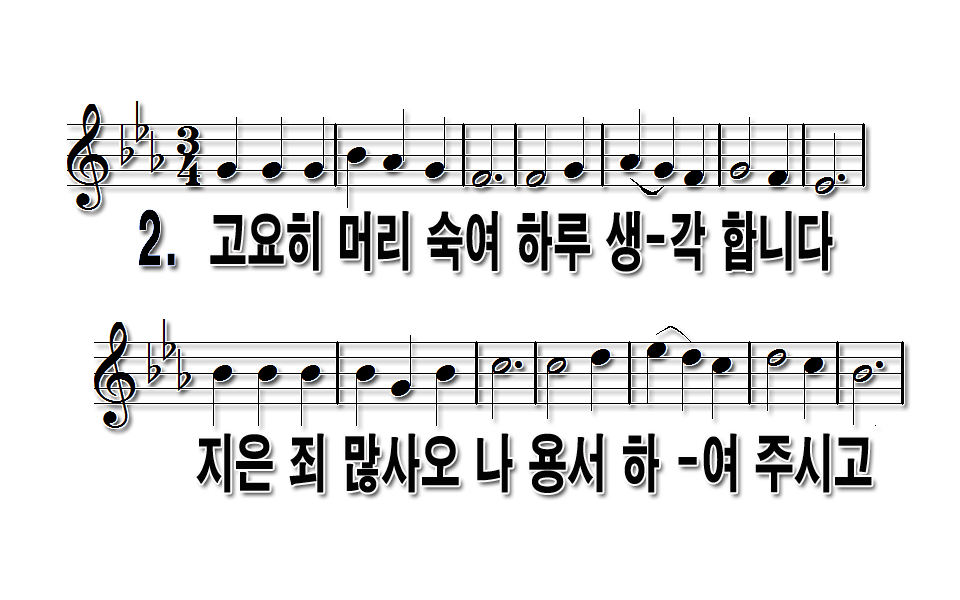 2. 고요히 머리 숙여 하루 생-각 합니다
지은 죄 많사오 나 용서 하 -여 주시고